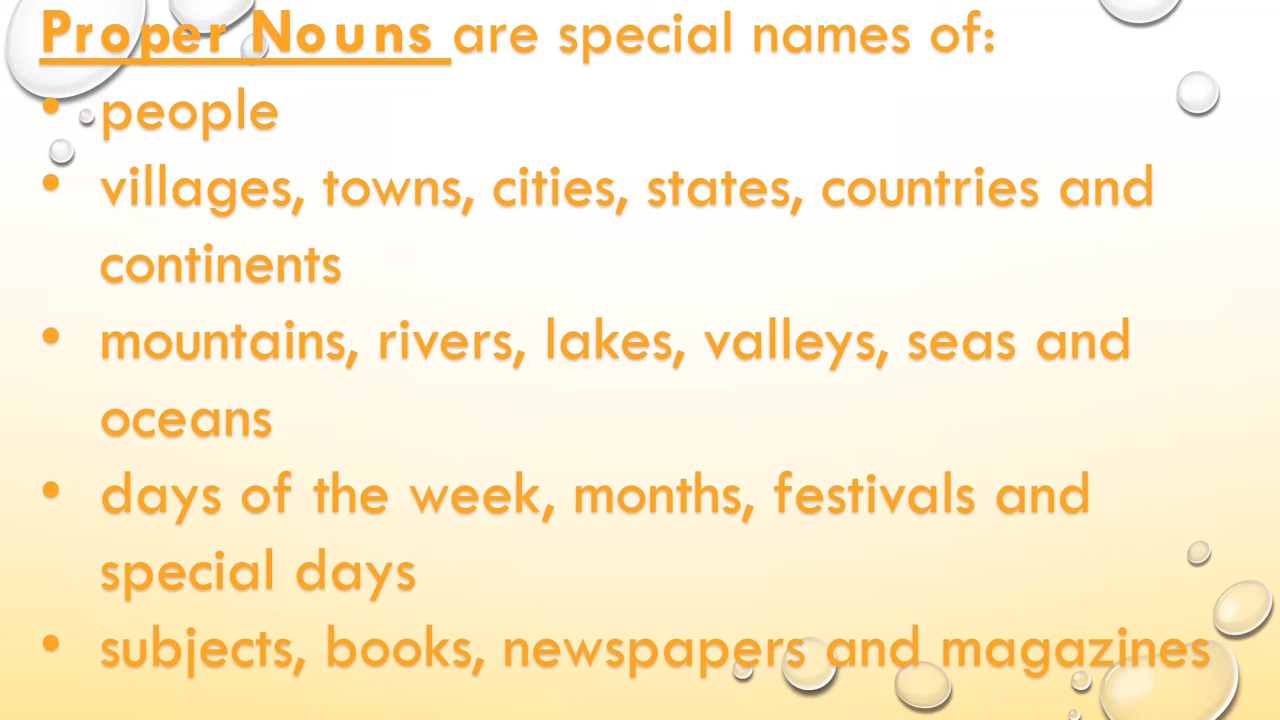 Proper Nouns are special names of:
• people
• villages, towns, cities, states, countries and
continents
• mountains, rivers, lakes, valleys, seas and
oceans
• days of the week, months, festivals and
special days
• subjects, books, newspapers and magazines